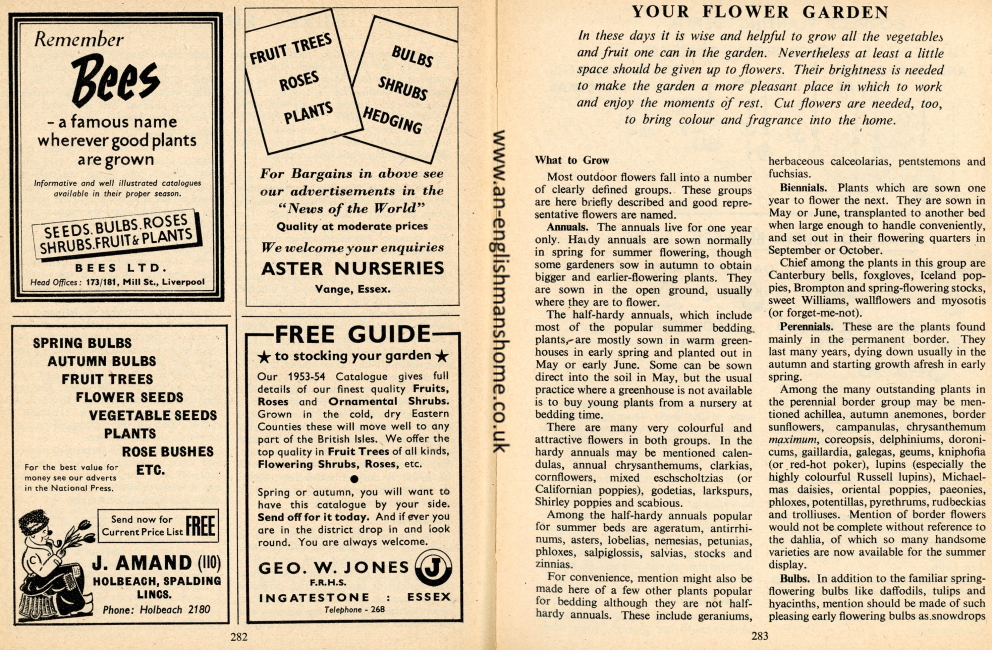 Remember
Bees
– a famous name
wherever good plants
are grown
Informative and well illustrated catalogues
available in their proper season.
SEEDS. BULBS. ROSES
SHRUBS. FRUIT & PLANTS
BEES LTD.
Head Offices: 173/181, Mill St., Liverpool
FRUIT TREES
ROSES
PLANTS
BULBS
SHRUBS
HEDGING
For Bargains in above see
our advertisements in the
"News of the World"
Quality at moderate prices
We welcome your enquiries
ASTER NURSERIES
Vange, Essex.
SPRING BULBS
AUTUMN BULBS
FRUIT TREES
FLOWER SEEDS
VEGETABLE SEEDS
PLANTS
ROSE BUSHES
ETC.
For the best value for
money see our adverts
in the National Press.
Send now for
Current Price List FREE
J. AMAND (110)
HOLBEACH, SPALDING
LINCS.
Phone: Holbeach 2180
FREE GUIDE
★ to stocking your garden ★
Our 1953-54 Catalogue gives full
details of our finest quality Fruits,
Roses and Ornamental Shrubs.
Grown in the cold, dry Eastern
Counties these will move well to any
part of the British Isles. We offer the
top quality in Fruit Trees of all kinds,
Flowering Shrubs, Roses, etc.
●
Spring or autumn, you will want to
have this catalogue by your side.
Send off for it today. And if ever you
are in the district drop in and look
round. You are always welcome.
GEO. W. JONES
J
F.R.H.S.
INGATESTONE : ESSEX
Telephone - 268
282
www.an-englishmanshome.co.uk
YOUR FLOWER GARDEN
In these days it is wise and helpful to grow all the vegetables
and fruit one can in the garden. Nevertheless at least a little
space should be given up to flowers. Their brightness is needed
to make the garden a more pleasant place in which to work
and enjoy the moments of rest. Cut flowers are needed, too,
to bring colour and fragrance into the home.
What to Grow
Most outdoor flowers fall into a number
of clearly defined groups. These groups
are here briefly described and good repre-
sentative flowers are named.
Annuals. The annuals live for one year
only. Hardy annuals are sown normally
in spring for summer flowering, though
some gardeners sow in autumn to obtain
bigger and earlier-flowering plants. They
are sown in the open ground, usually
where they are to flower.
The half-hardy annuals, which include
most of the popular summer bedding
plants, are mostly sown in warm green-
houses in early spring and planted out in
May or early June. Some can be sown
direct into the soil in May, but the usual
practice where a greenhouse is not available
is to buy young plants from a nursery at
bedding time.
There are many very colourful and
attractive flowers in both groups. In the
hardy annuals may be mentioned calen-
dulas, annual chrysanthemums, clarkias,
cornflowers, mixed eschscholtzias (or
Californian poppies), godetias, larkspurs,
Shirley poppies and scabious.
Among the half-hardy annuals popular
for summer beds are ageratum, antirrhi-
nums, asters, lobelias, nemesias, petunias,
phloxes, salpiglossis, salvias, stocks and
zinnias.
For convenience, mention might also be
made here of a few other plants popular
for bedding although they are not half-
hardy annuals. These include geraniums,
herbaceous calceolarias, pentstemons and
fuchsias.
Biennials. Plants which are sown one
year to flower the next. They are sown in
May or June, transplanted to another bed
when large enough to handle conveniently,
and set out in their flowering quarters in
September or October.
Chief among the plants in this group are
Canterbury bells, foxgloves, Iceland pop-
pies, Brompton and spring-flowering stocks,
sweet Williams, wallflowers and myosotis
(or forget-me-not).
Perennials. These are the plants found
mainly in the permanent border. They
last many years, dying down usually in the
autumn and starting growth afresh in early
spring.
Among the many outstanding plants in
the perennial border group may be men-
tioned achillea, autumn anemones, border
sunflowers, campanulas, chrysanthemum
maximum, coreopsis, delphiniums, doroni-
cums, gaillardia, galegas, geums, kniphofia
(or red-hot poker), lupins (especially the
highly colourful Russell lupins), Michael-
mas daisies, oriental poppies, paeonies,
phloxes, potentillas, pyrethrums, rudbeckias
and trolliuses. Mention of border flowers
would not be complete without reference to
the dahlia, of which so many handsome
varieties are now available for the summer
display.
Bulbs. In addition to the familiar spring-
flowering bulbs like daffodils, tulips and
hyacinths, mention should be made of such
pleasing early flowering bulbs as snowdrops
283